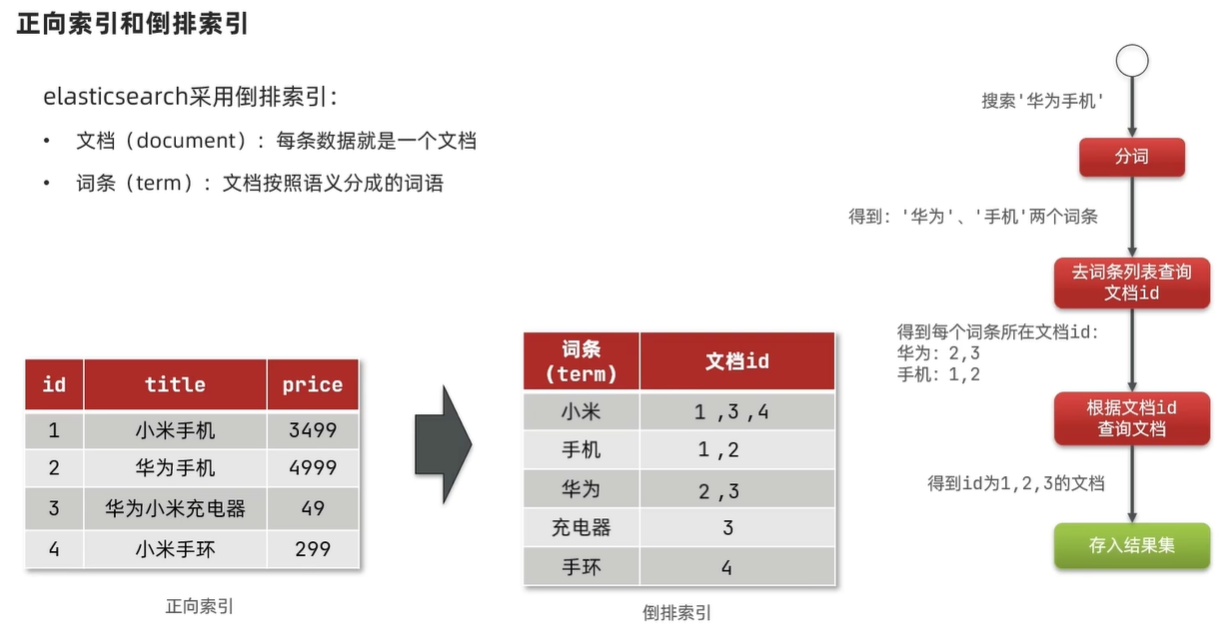 正向索引和倒排索引
elasticsearch采用倒排索引：
• 文档（document）：每条数据就是一个文档
• 词条（term）：文档按照语义分成的词语
id title price
1 小米手机 3499
2 华为手机 4999
3 华为小米充电器 49
4 小米手环 299
正向索引
词条
(term) 文档id
小米 1 ,3 ,4
手机 1 ,2
华为 2 ,3
充电器 3
手环 4
倒排索引
搜索'华为手机'
分词
得到：'华为'、'手机'两个词条
去词条列表查询
文档id
得到每个词条所在文档id：
华为：2,3
手机：1,2
根据文档id
查询文档
得到id为1,2,3的文档
存入结果集